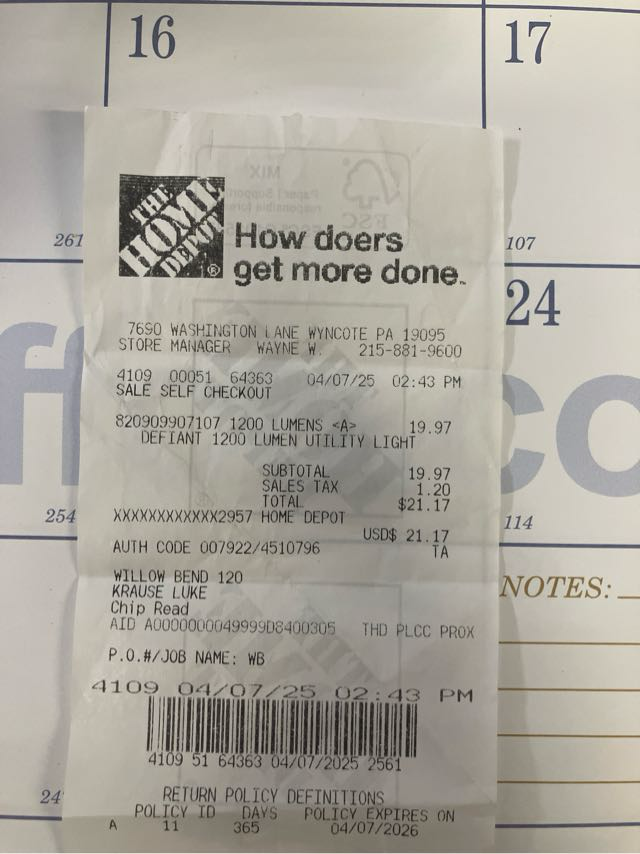 16
17
THE
HOME
DEPOT
®
How doers
get more done™
261
107
24
7690 WASHINGTON LANE WYNCOTE PA 19095
STORE MANAGER WAYNE W. 215-881-9600
4109 00051 64363 04/07/25 02:43 PM
SALE SELF CHECKOUT
820909907107 1200 LUMENS <A> 19.97
DEFIANT 1200 LUMEN UTILITY LIGHT
SUBTOTAL 19.97
SALES TAX 1.20
TOTAL $21.17
XXXXXXXXXXXX2957 HOME DEPOT
USD$ 21.17
AUTH CODE 007922/4510796 TA
254
114
WILLOW BEND 120
KRAUSE LUKE
Chip Read
AID A0000000049999D8400305 THD PLCC PROX
P.O.#/JOB NAME: WB
NOTES:
4109 04/07/25 02:43 PM
4109 51 64363 04/07/2025 2561
RETURN POLICY DEFINITIONS
POLICY ID DAYS POLICY EXPIRES ON
A 11 365 04/07/2026